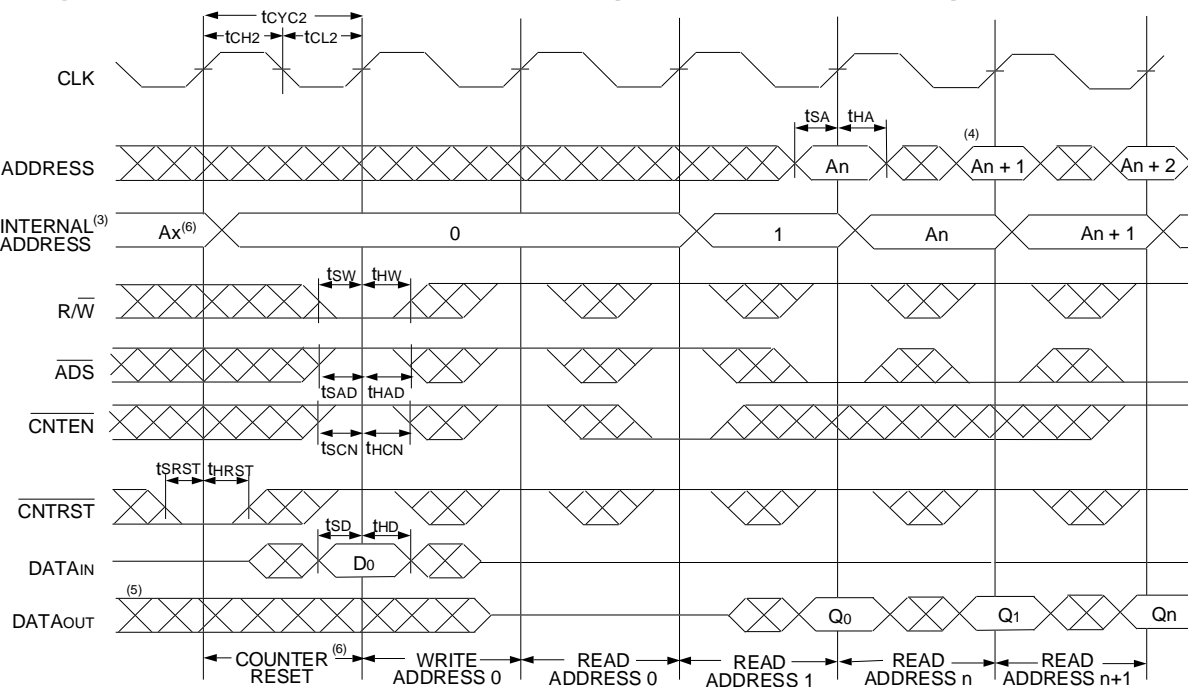 tCYC2
tCH2 tCL2
CLK
tSA tHA
ADDRESS An (4) An + 1 An + 2
INTERNAL(3) ADDRESS Ax(6) 0 1 An An + 1
tSW tHW
R/W̅
A̅D̅S̅
tSAD tHAD
C̅N̅T̅E̅N̅
tSCN tHCN
tSRST tHRST
C̅N̅T̅R̅S̅T̅
tSD tHD
DATAIN D0
(5)
DATAOUT Q0 Q1 Qn
COUNTER(6) RESET
WRITE ADDRESS 0
READ ADDRESS 0
READ ADDRESS 1
READ ADDRESS n
READ ADDRESS n+1